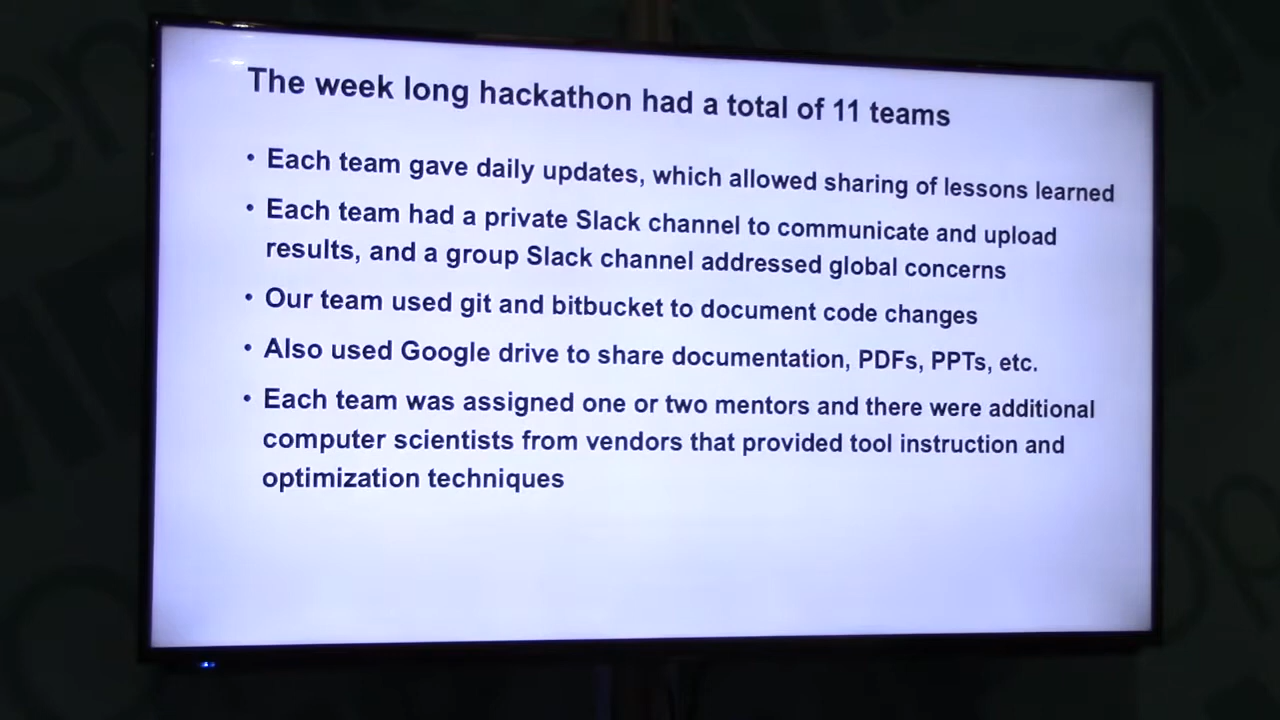 The week long hackathon had a total of 11 teams
• Each team gave daily updates, which allowed sharing of lessons learned
• Each team had a private Slack channel to communicate and upload
results, and a group Slack channel addressed global concerns
• Our team used git and bitbucket to document code changes
• Also used Google drive to share documentation, PDFs, PPTs, etc.
• Each team was assigned one or two mentors and there were additional
computer scientists from vendors that provided tool instruction and
optimization techniques